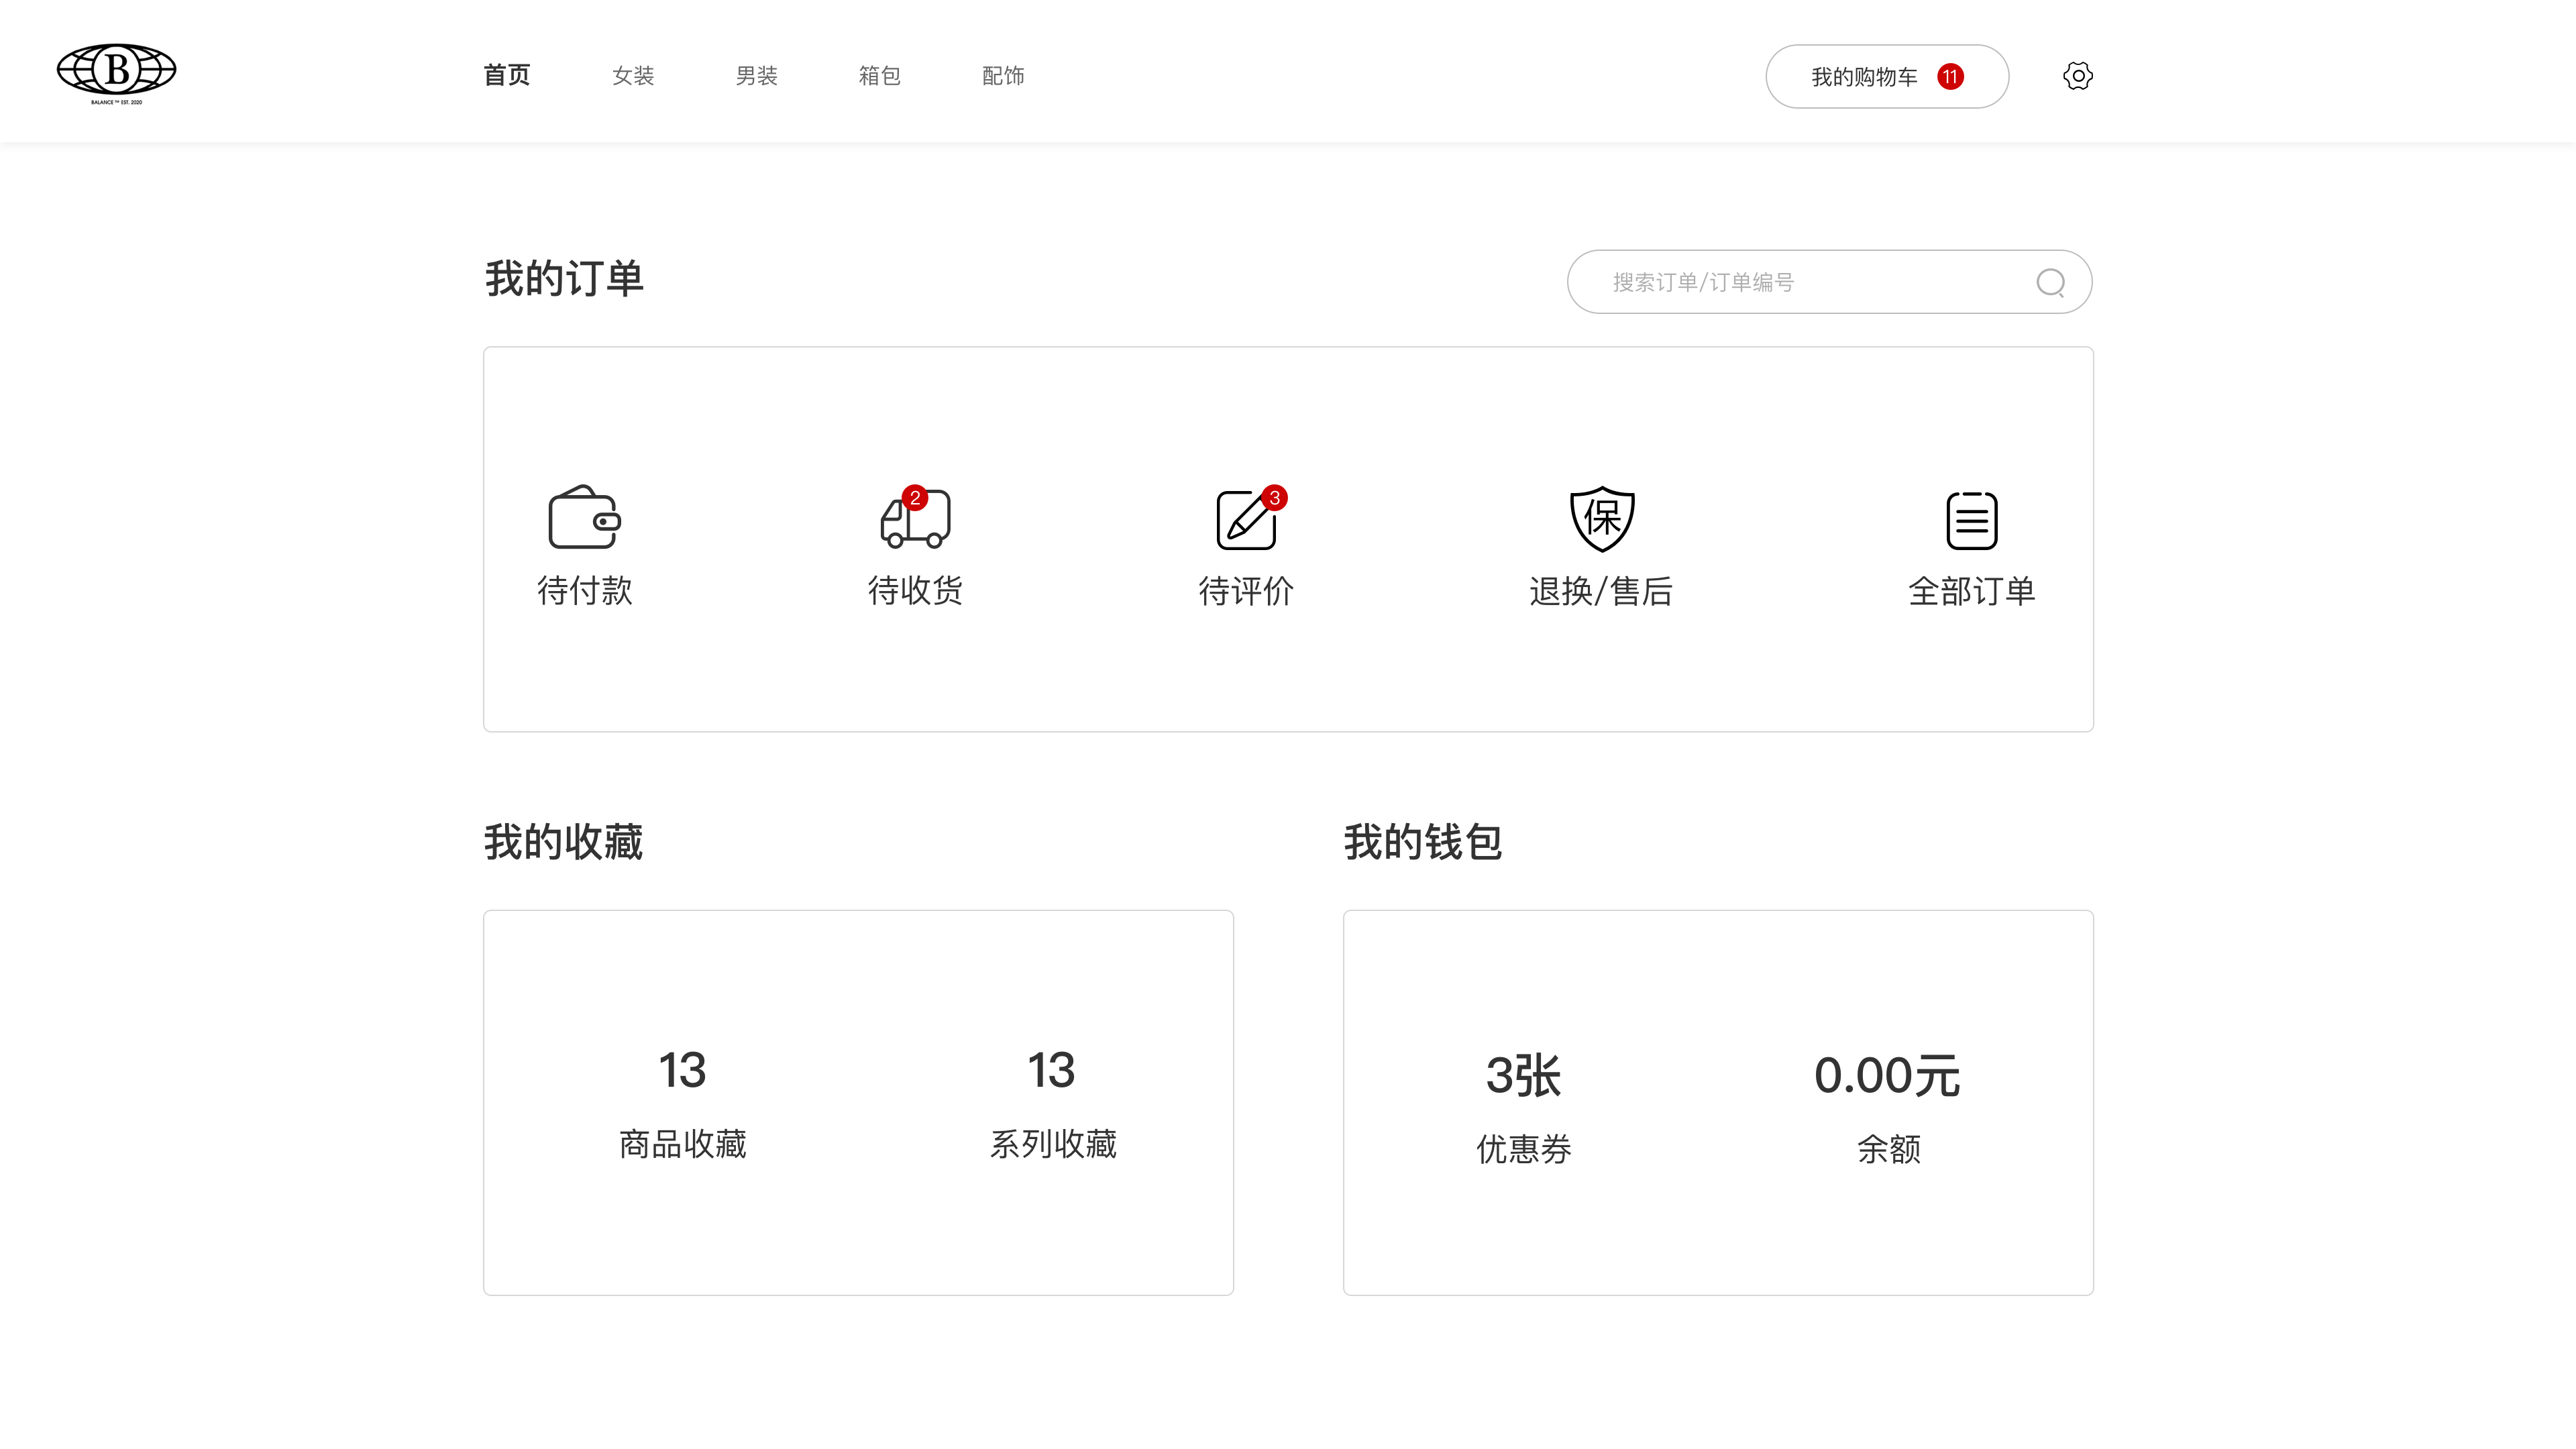 B
BALANCE™ EST. 2020
首页 女装 男装 箱包 配饰 我的购物车 11
我的订单 搜索订单/订单编号
2 3 保
待付款 待收货 待评价 退换/售后 全部订单
我的收藏 我的钱包
13 13 3张 0.00元
商品收藏 系列收藏 优惠券 余额